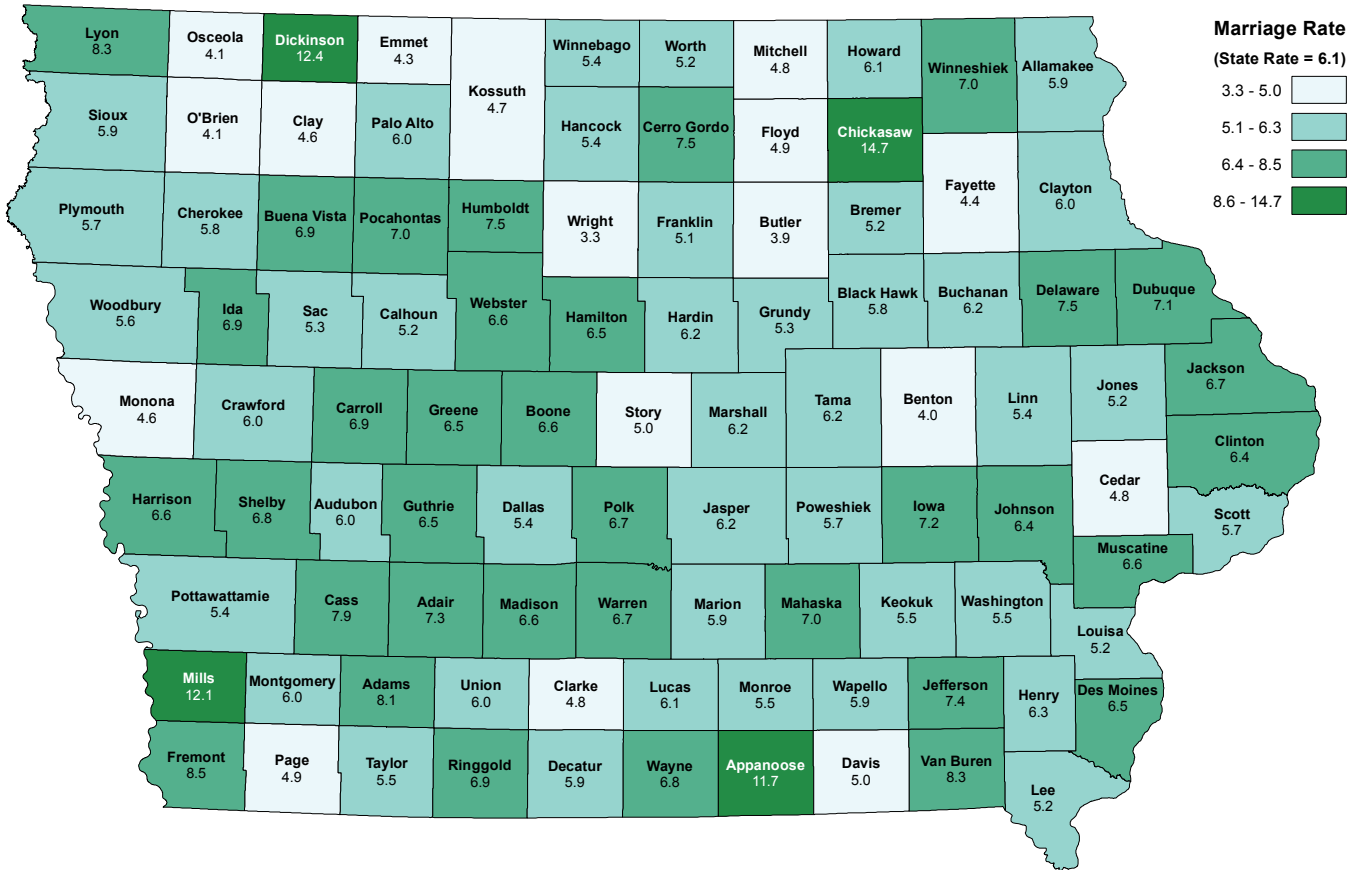 Marriage Rate
(State Rate = 6.1)
3.3 - 5.0
5.1 - 6.3
6.4 - 8.5
8.6 - 14.7
Lyon
8.3
Osceola
4.1
Dickinson
12.4
Emmet
4.3
Kossuth
4.7
Winnebago
5.4
Worth
5.2
Mitchell
4.8
Howard
6.1
Winneshiek
7.0
Allamakee
5.9
Sioux
5.9
O'Brien
4.1
Clay
4.6
Palo Alto
6.0
Hancock
5.4
Cerro Gordo
7.5
Floyd
4.9
Chickasaw
14.7
Fayette
4.4
Clayton
6.0
Plymouth
5.7
Cherokee
5.8
Buena Vista
6.9
Pocahontas
7.0
Humboldt
7.5
Wright
3.3
Franklin
5.1
Butler
3.9
Bremer
5.2
Woodbury
5.6
Ida
6.9
Sac
5.3
Calhoun
5.2
Webster
6.6
Hamilton
6.5
Hardin
6.2
Grundy
5.3
Black Hawk
5.8
Buchanan
6.2
Delaware
7.5
Dubuque
7.1
Monona
4.6
Crawford
6.0
Carroll
6.9
Greene
6.5
Boone
6.6
Story
5.0
Marshall
6.2
Tama
6.2
Benton
4.0
Linn
5.4
Jones
5.2
Jackson
6.7
Clinton
6.4
Cedar
4.8
Harrison
6.6
Shelby
6.8
Audubon
6.0
Guthrie
6.5
Dallas
5.4
Polk
6.7
Jasper
6.2
Poweshiek
5.7
Iowa
7.2
Johnson
6.4
Scott
5.7
Muscatine
6.6
Pottawattamie
5.4
Cass
7.9
Adair
7.3
Madison
6.6
Warren
6.7
Marion
5.9
Mahaska
7.0
Keokuk
5.5
Washington
5.5
Louisa
5.2
Mills
12.1
Montgomery
6.0
Adams
8.1
Union
6.0
Clarke
4.8
Lucas
6.1
Monroe
5.5
Wapello
5.9
Jefferson
7.4
Henry
6.3
Des Moines
6.5
Fremont
8.5
Page
4.9
Taylor
5.5
Ringgold
6.9
Decatur
5.9
Wayne
6.8
Appanoose
11.7
Davis
5.0
Van Buren
8.3
Lee
5.2